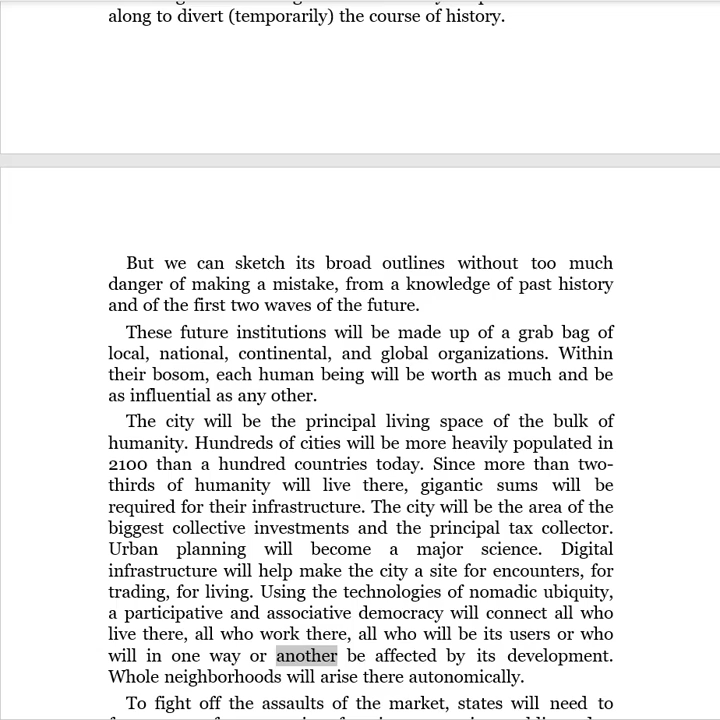 along to divert (temporarily) the course of history.
But we can sketch its broad outlines without too much
danger of making a mistake, from a knowledge of past history
and of the first two waves of the future.
These future institutions will be made up of a grab bag of
local, national, continental, and global organizations. Within
their bosom, each human being will be worth as much and be
as influential as any other.
The city will be the principal living space of the bulk of
humanity. Hundreds of cities will be more heavily populated in
2100 than a hundred countries today. Since more than two-
thirds of humanity will live there, gigantic sums will be
required for their infrastructure. The city will be the area of the
biggest collective investments and the principal tax collector.
Urban planning will become a major science. Digital
infrastructure will help make the city a site for encounters, for
trading, for living. Using the technologies of nomadic ubiquity,
a participative and associative democracy will connect all who
live there, all who work there, all who will be its users or who
will in one way or another be affected by its development.
Whole neighborhoods will arise there autonomically.
To fight off the assaults of the market, states will need to